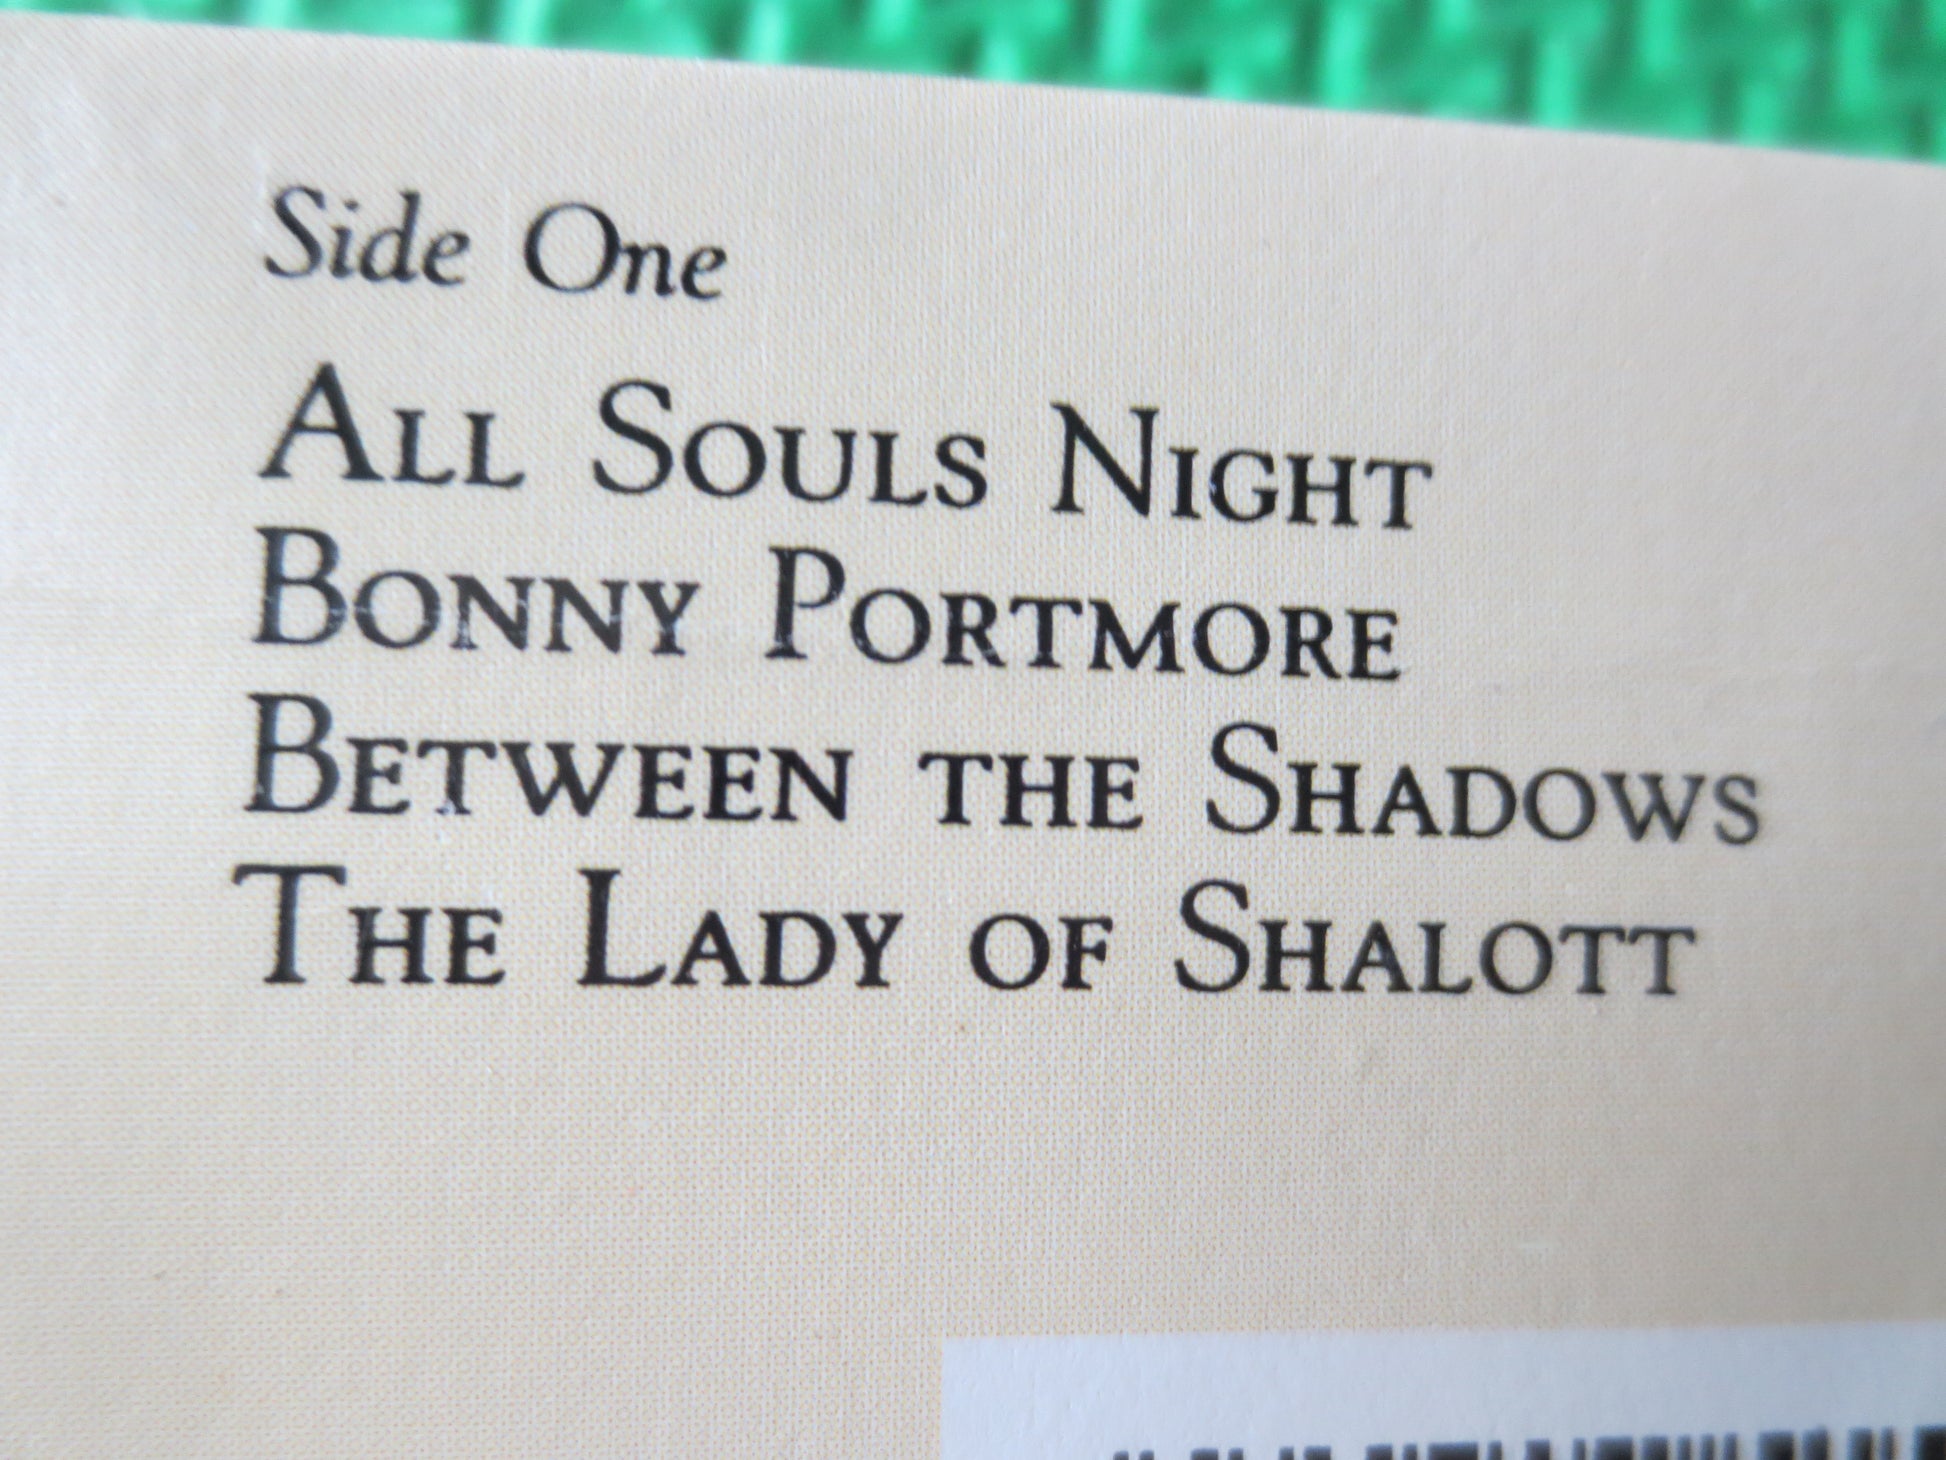 Side One
All Souls Night
Bonny Portmore
Between the Shadows
The Lady of Shalott